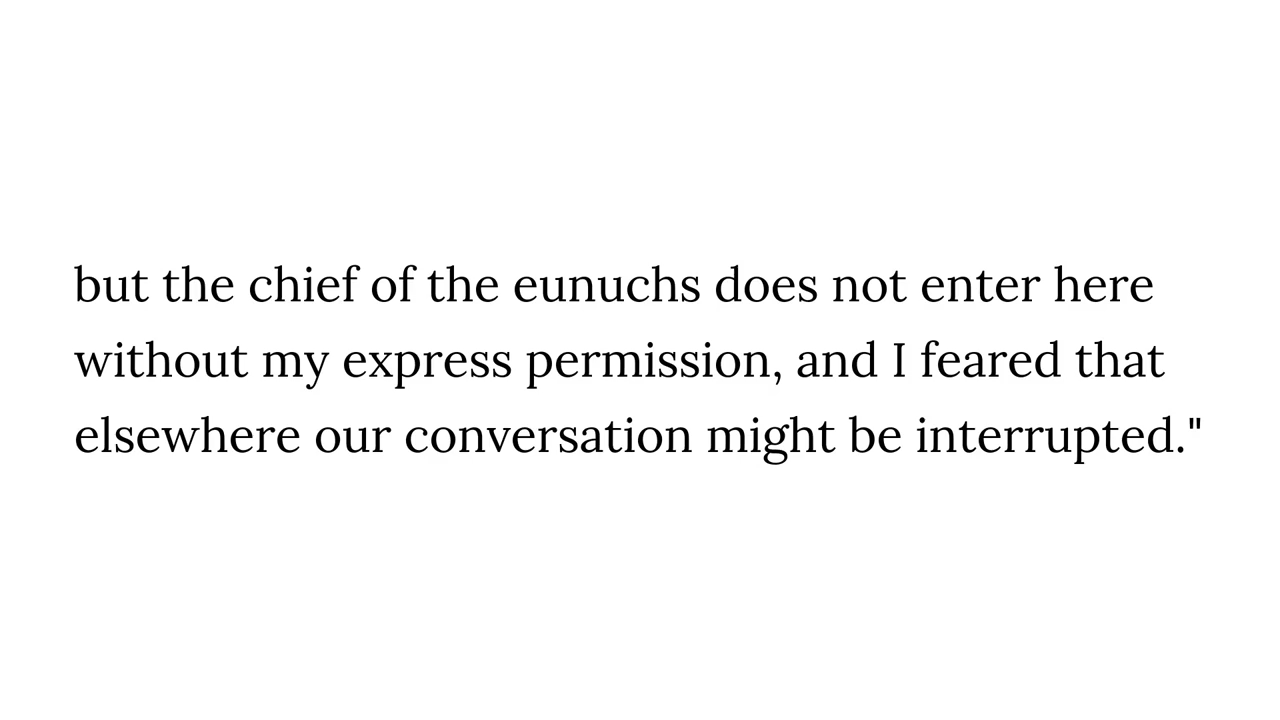 but the chief of the eunuchs does not enter here
without my express permission, and I feared that
elsewhere our conversation might be interrupted."